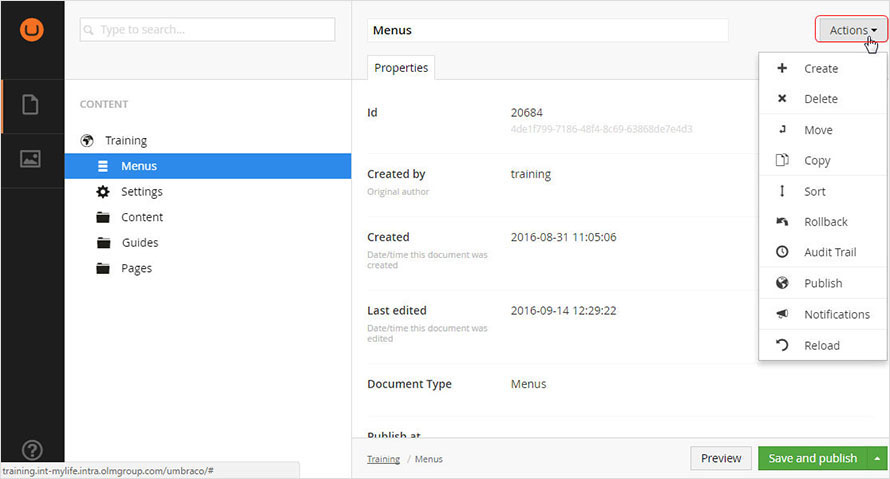 Type to search...
CONTENT
Training
Menus
Settings
Content
Guides
Pages
Menus
Actions
Properties
Id
20684
4de1f799-7186-48f4-8c69-63868de7e4d3
Created by
Original author
training
Created
Date/time this document was
created
2016-08-31 11:05:06
Last edited
Date/time this document was
edited
2016-09-14 12:29:22
Document Type
Menus
Publish at
Create
Delete
Move
Copy
Sort
Rollback
Audit Trail
Publish
Notifications
Reload
Training / Menus
Preview
Save and publish
training.int-mylife.intra.olmgroup.com/umbraco/#